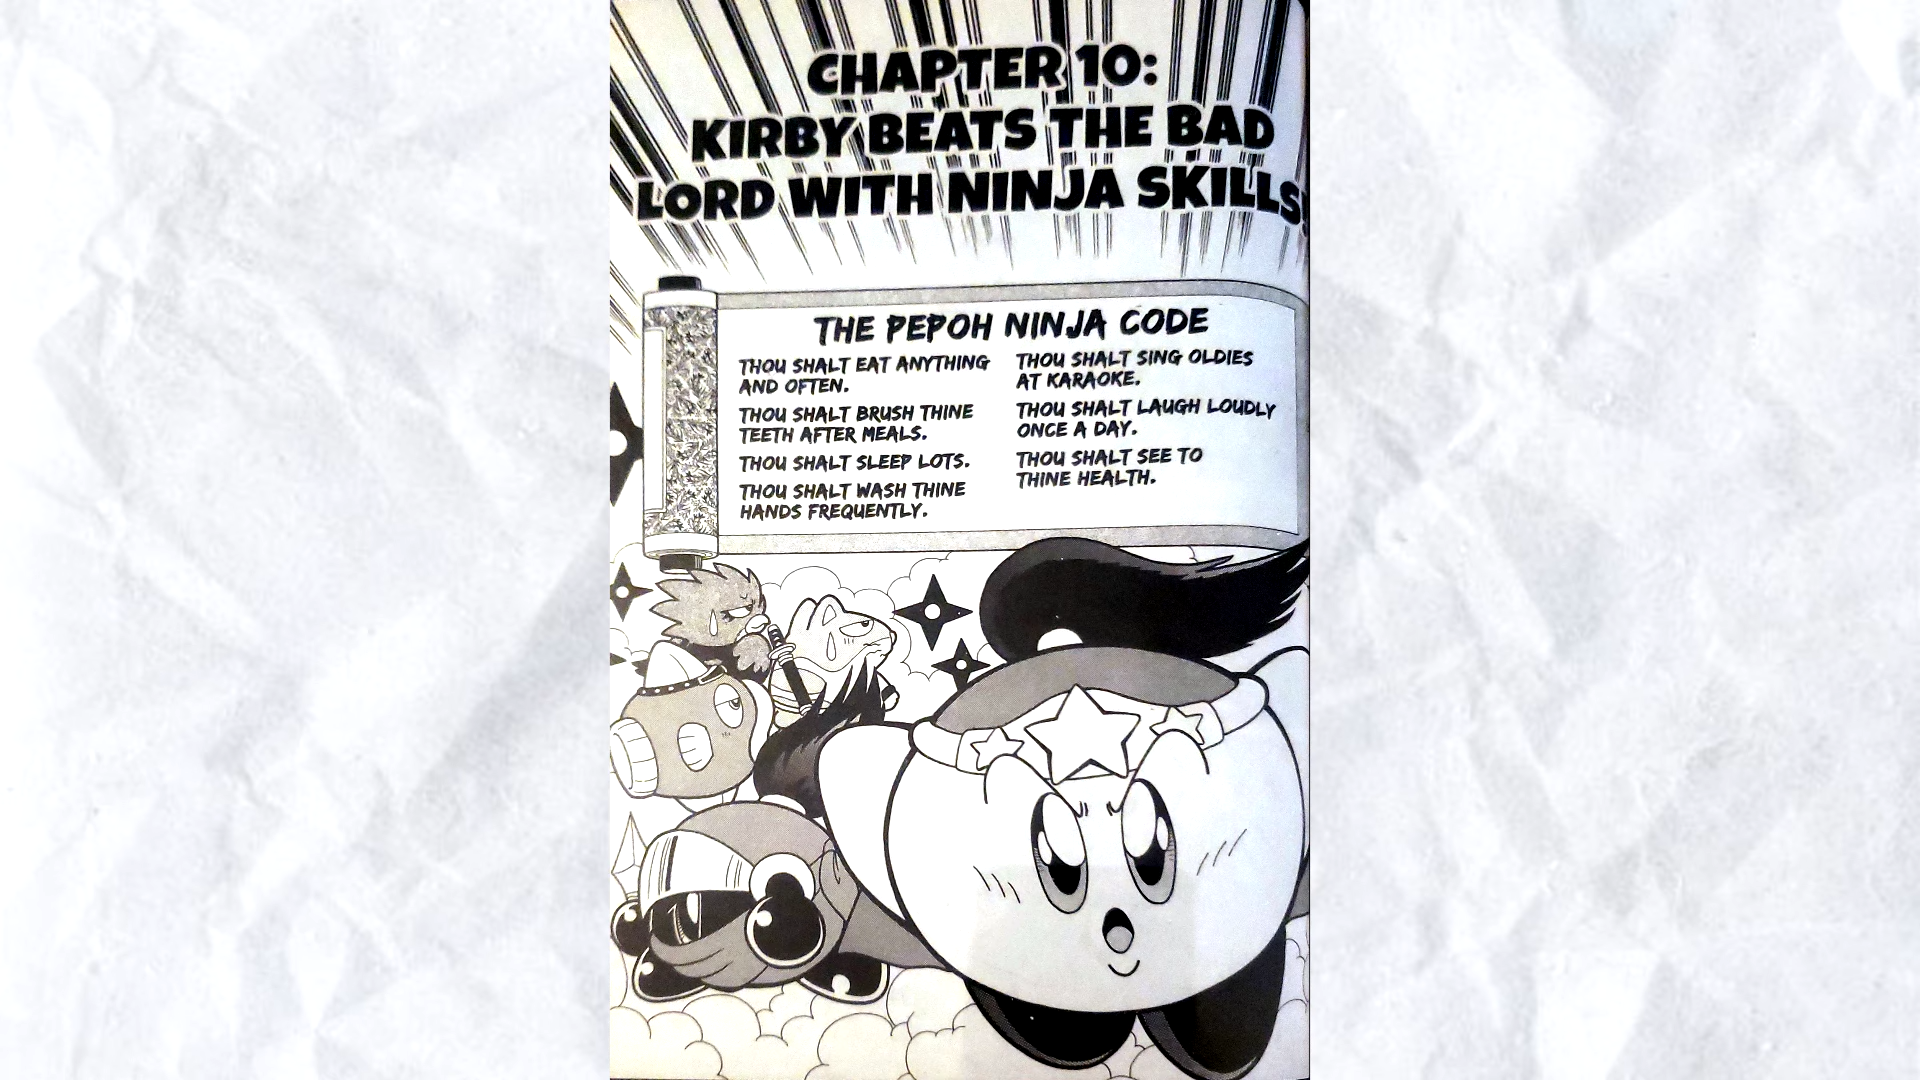 CHAPTER 10:
KIRBY BEATS THE BAD
LORD WITH NINJA SKILLS!
THE PEPOH NINJA CODE
THOU SHALT EAT ANYTHING
AND OFTEN.
THOU SHALT BRUSH THINE
TEETH AFTER MEALS.
THOU SHALT SLEEP LOTS.
THOU SHALT WASH THINE
HANDS FREQUENTLY.
THOU SHALT SING OLDIES
AT KARAOKE.
THOU SHALT LAUGH LOUDLY
ONCE A DAY.
THOU SHALT SEE TO
THINE HEALTH.